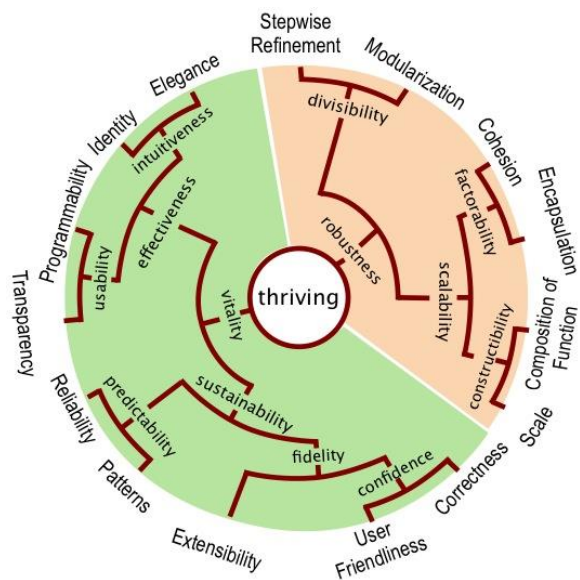 Stepwise
Refinement
Modularization
Cohesion
Encapsulation
Composition of
Function
Scale
Correctness
User
Friendliness
Extensibility
Patterns
Reliability
Transparency
Programmability
Identity
Elegance
divisibility
factorability
robustness
scalability
constructibility
thriving
vitality
intuitiveness
effectiveness
usability
sustainability
predictability
fidelity
confidence